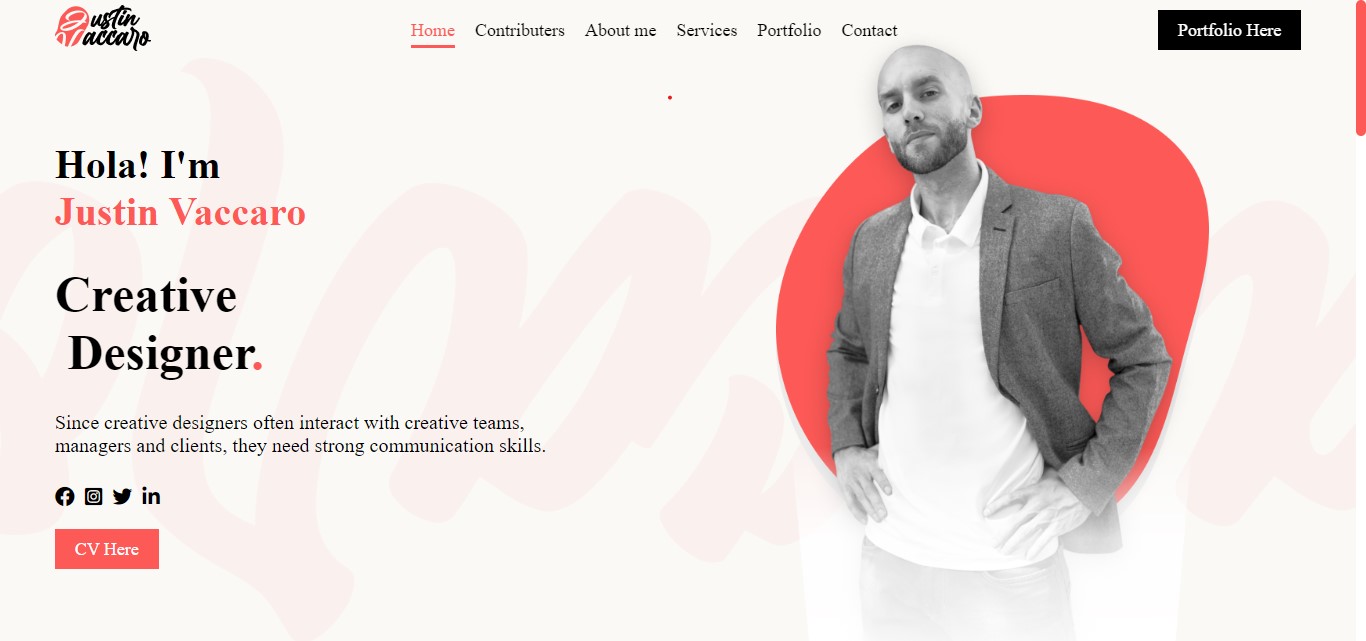 Justin
Vaccaro
Home Contributers About me Services Portfolio Contact
Portfolio Here
Hola! I'm
Justin Vaccaro
Creative
Designer.
Since creative designers often interact with creative teams,
managers and clients, they need strong communication skills.
CV Here